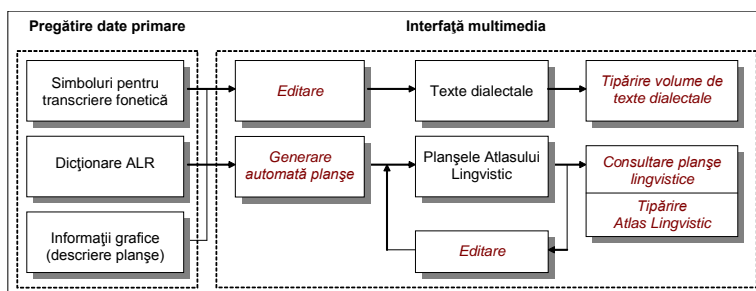 Pregătire date primare
Interfaţă multimedia
Simboluri pentru
transcriere fonetică
Editare
Texte dialectale
Tipărire volume de
texte dialectale
Dicţionare ALR
Generare
automată planşe
Planşele Atlasului
Lingvistic
Consultare planşe
lingvistice
Tipărire
Atlas Lingvistic
Informaţii grafice
(descriere planşe)
Editare